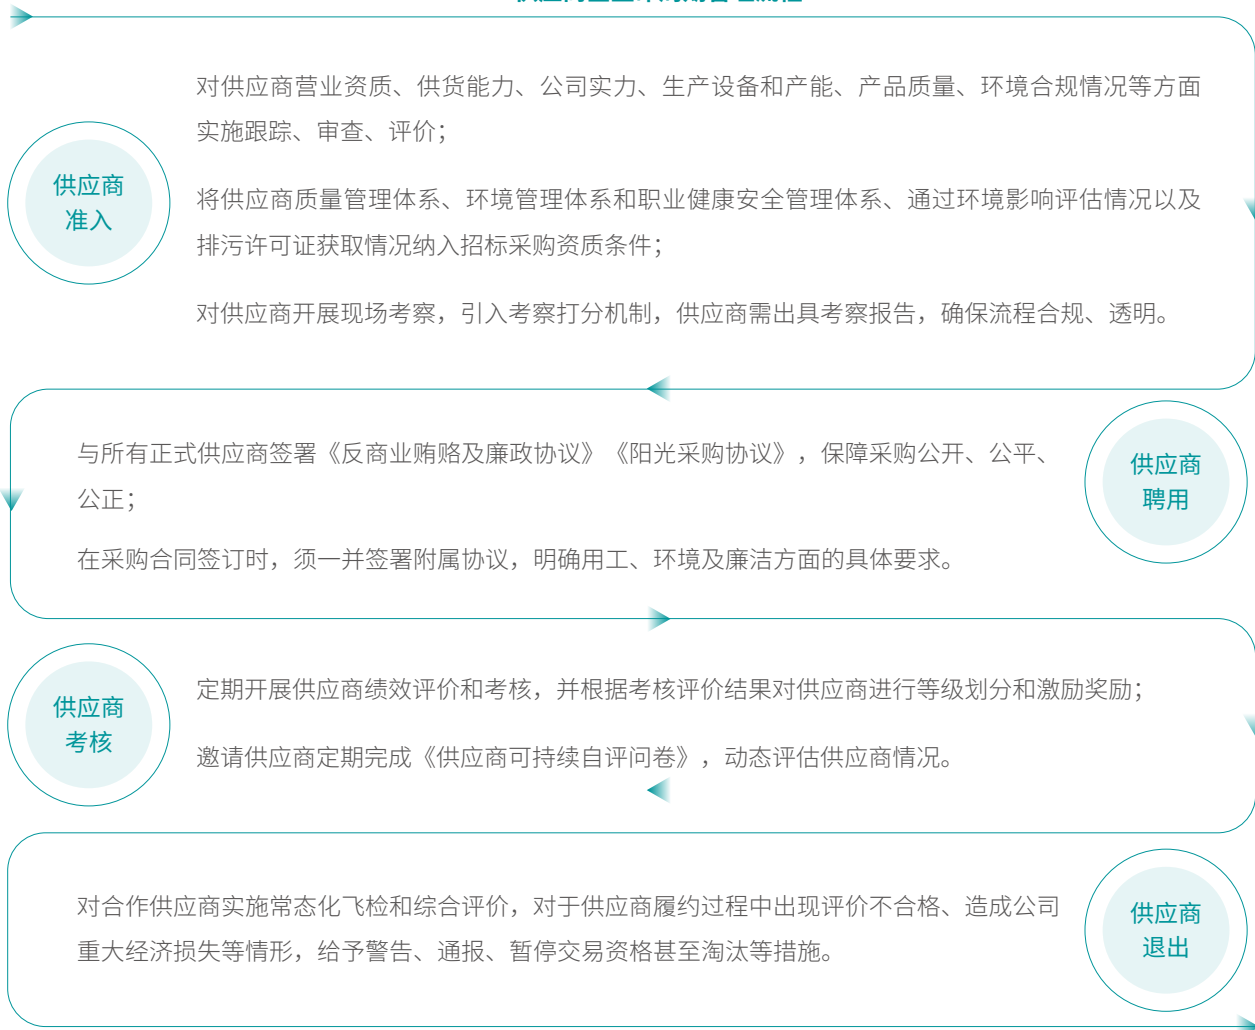 供应商
准入
对供应商营业资质、供货能力、公司实力、生产设备和产能、产品质量、环境合规情况等方面
实施跟踪、审查、评价；
将供应商质量管理体系、环境管理体系和职业健康安全管理体系、通过环境影响评估情况以及
排污许可证获取情况纳入招标采购资质条件；
对供应商开展现场考察，引入考察打分机制，供应商需出具考察报告，确保流程合规、透明。
与所有正式供应商签署《反商业贿赂及廉政协议》《阳光采购协议》，保障采购公开、公平、
公正；
在采购合同签订时，须一并签署附属协议，明确用工、环境及廉洁方面的具体要求。
供应商
聘用
供应商
考核
定期开展供应商绩效评价和考核，并根据考核评价结果对供应商进行等级划分和激励奖励；
邀请供应商定期完成《供应商可持续自评问卷》，动态评估供应商情况。
对合作供应商实施常态化飞检和综合评价，对于供应商履约过程中出现评价不合格、造成公司
重大经济损失等情形，给予警告、通报、暂停交易资格甚至淘汰等措施。
供应商
退出